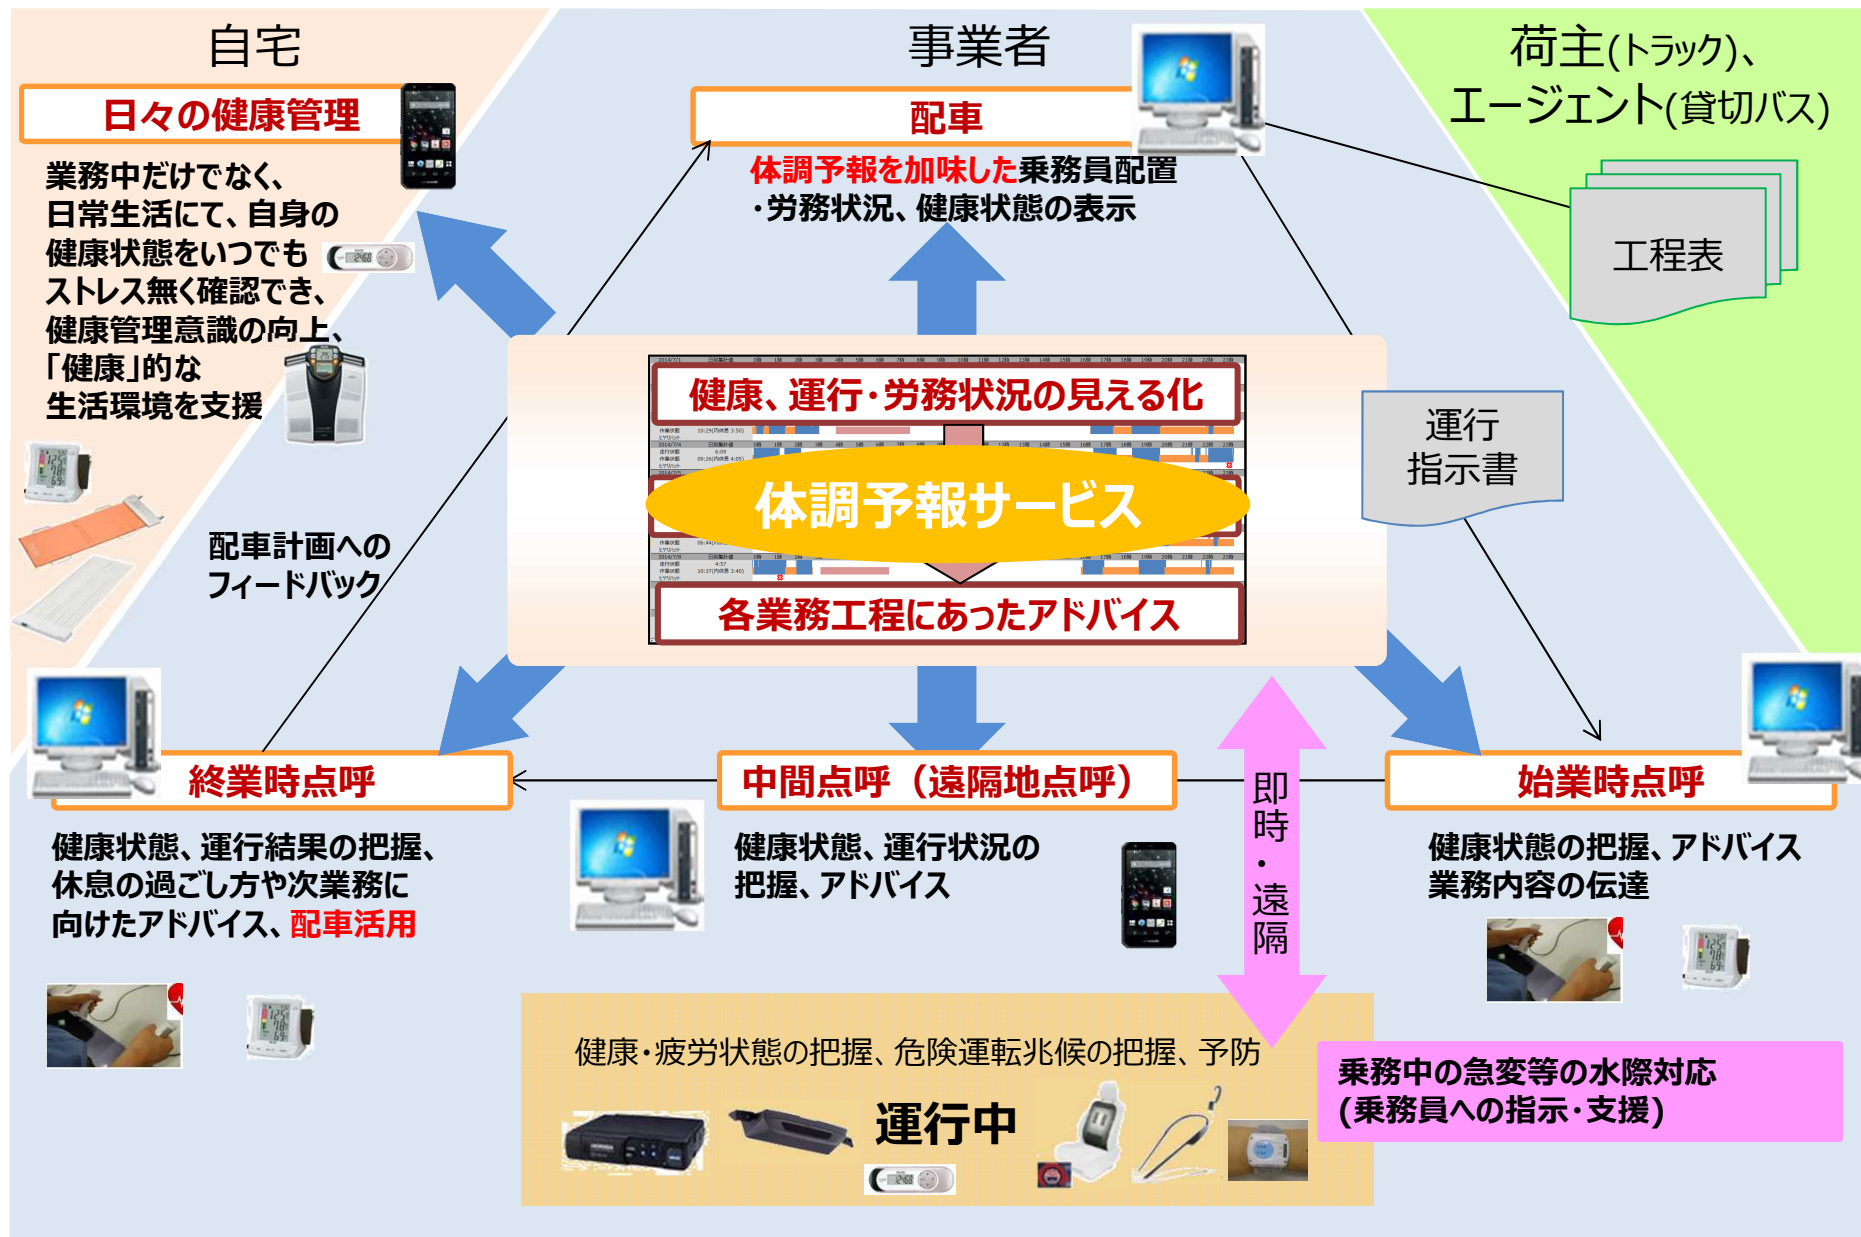 自宅
日々の健康管理
業務中だけでなく、
日常生活にて、自身の
健康状態をいつでも
ストレス無く確認でき、
健康管理意識の向上、
「健康」的な
生活環境を支援
事業者
配車
体調予報を加味した乗務員配置
・労務状況、健康状態の表示
荷主(トラック)、
エージェント(貸切バス)
工程表
運行
指示書
健康、運行・労務状況の見える化
体調予報サービス
各業務工程にあったアドバイス
配車計画への
フィードバック
終業時点呼
健康状態、運行結果の把握、
休息の過ごし方や次業務に
向けたアドバイス、配車活用
中間点呼（遠隔地点呼）
健康状態、運行状況の
把握、アドバイス
即時・遠隔
始業時点呼
健康状態の把握、アドバイス
業務内容の伝達
健康・疲労状態の把握、危険運転兆候の把握、予防
運行中
乗務中の急変等の水際対応
(乗務員への指示・支援)